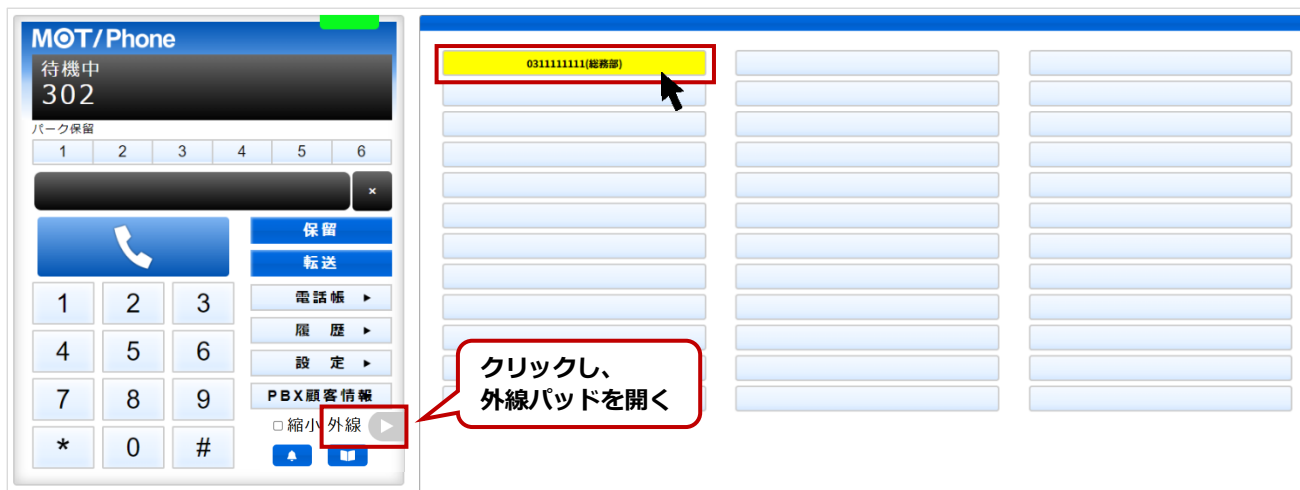 MOT/Phone
待機中
302
パーク保留
1 2 3 4 5 6
×
保留
転送
1 2 3
電話帳 ▶
履 歴 ▶
4 5 6
設 定 ▶
7 8 9
PBX顧客情報
縮小 外線
* 0 #
0311111111(総務部)
クリックし、
外線パッドを開く